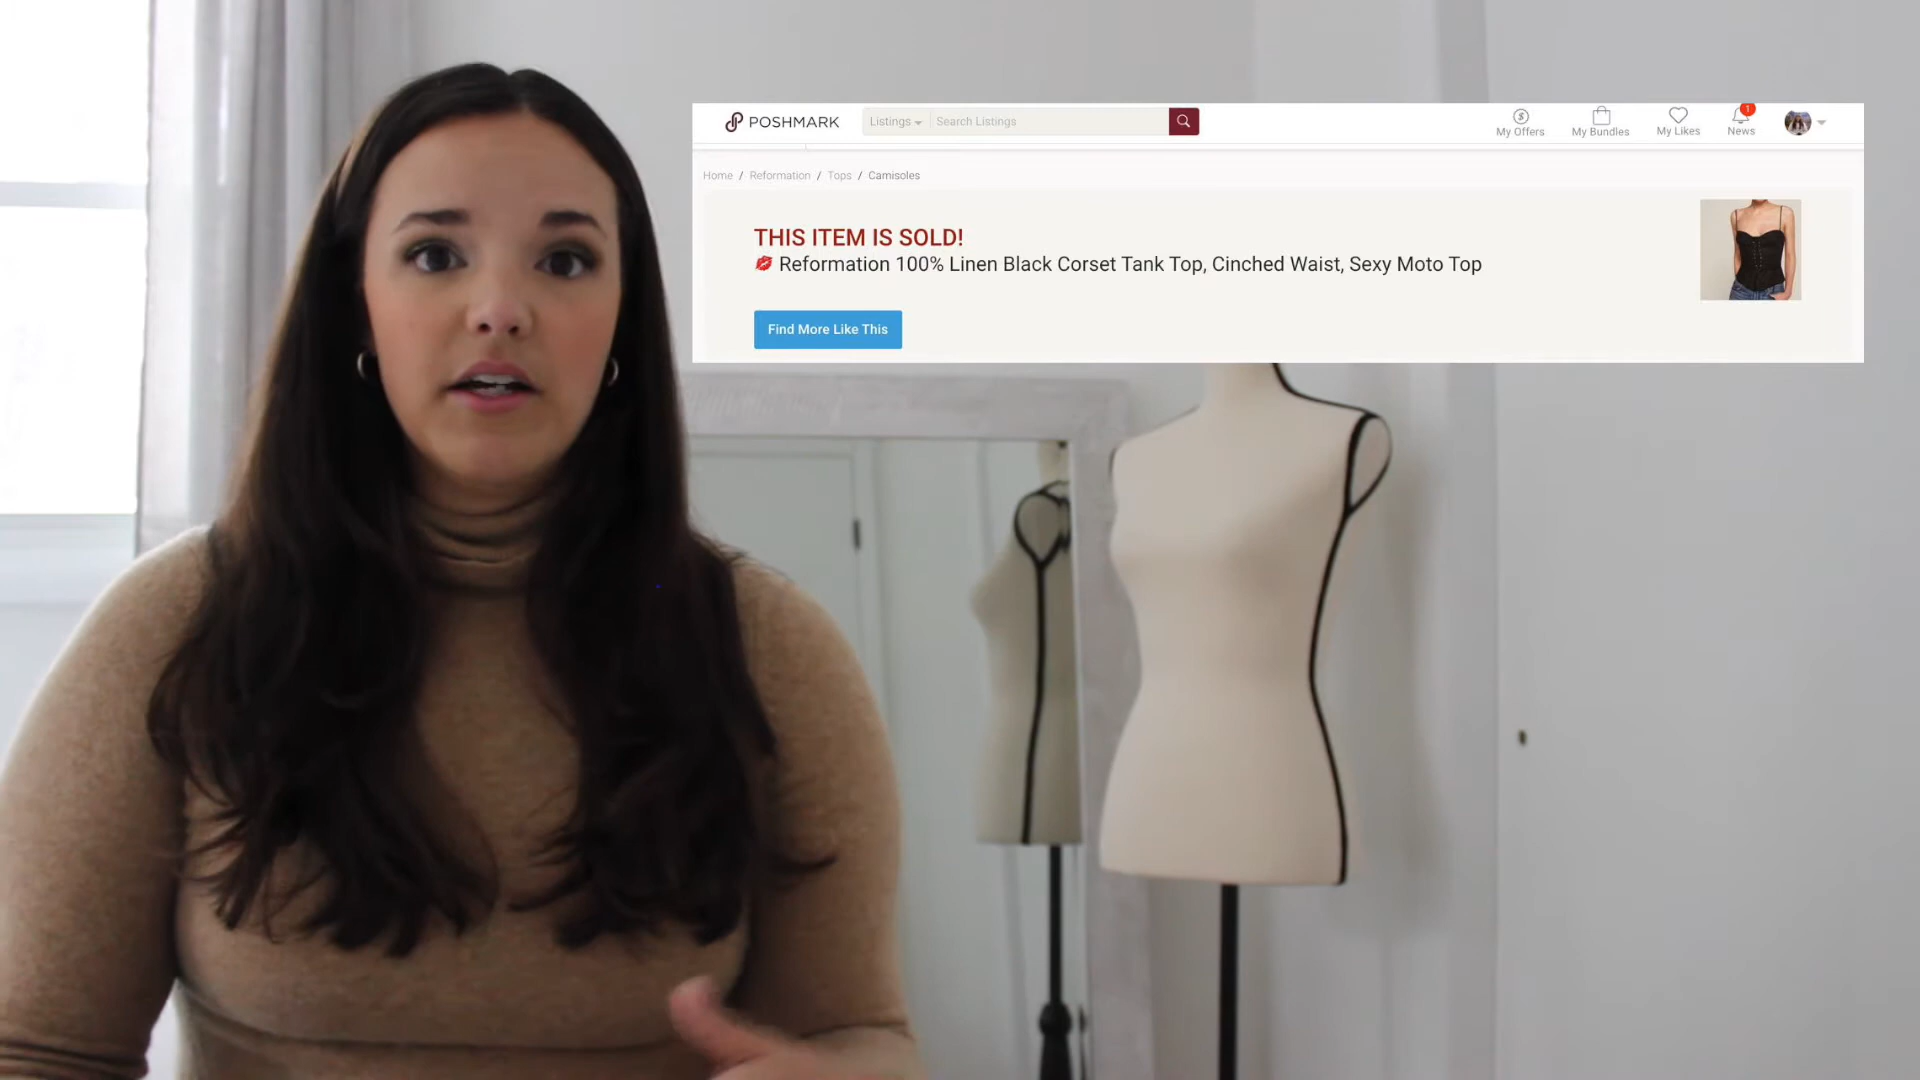 POSHMARK
Listings
Search Listings
My Offers
My Bundles
My Likes
1
News
Home / Reformation / Tops / Camisoles
THIS ITEM IS SOLD!
💋 Reformation 100% Linen Black Corset Tank Top, Cinched Waist, Sexy Moto Top
Find More Like This